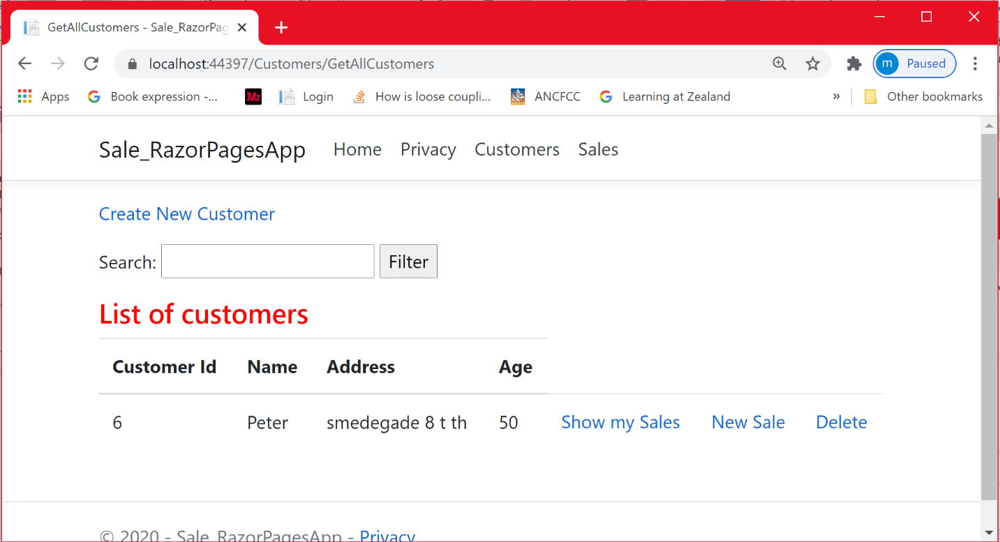 GetAllCustomers - Sale_RazorPag
localhost:44397/Customers/GetAllCustomers
m Paused
Apps Book expression -... Mr Login How is loose coupli... ANCFCC Learning at Zealand » Other bookmarks
Sale_RazorPagesApp Home Privacy Customers Sales
Create New Customer
Search: Filter
List of customers
Customer Id Name Address Age
6 Peter smedegade 8 t th 50 Show my Sales New Sale Delete
© 2020 - Sale_RazorPagesApp - Privacy